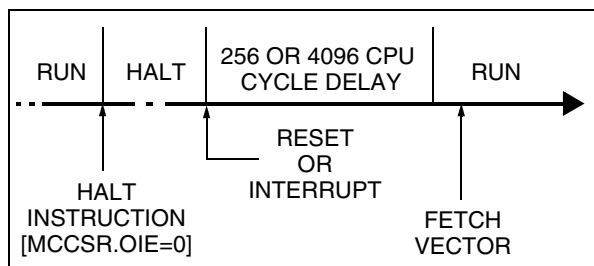 RUN
HALT
256 OR 4096 CPU
CYCLE DELAY
RUN
HALT
INSTRUCTION
[MCCSR.OIE=0]
RESET
OR
INTERRUPT
FETCH
VECTOR